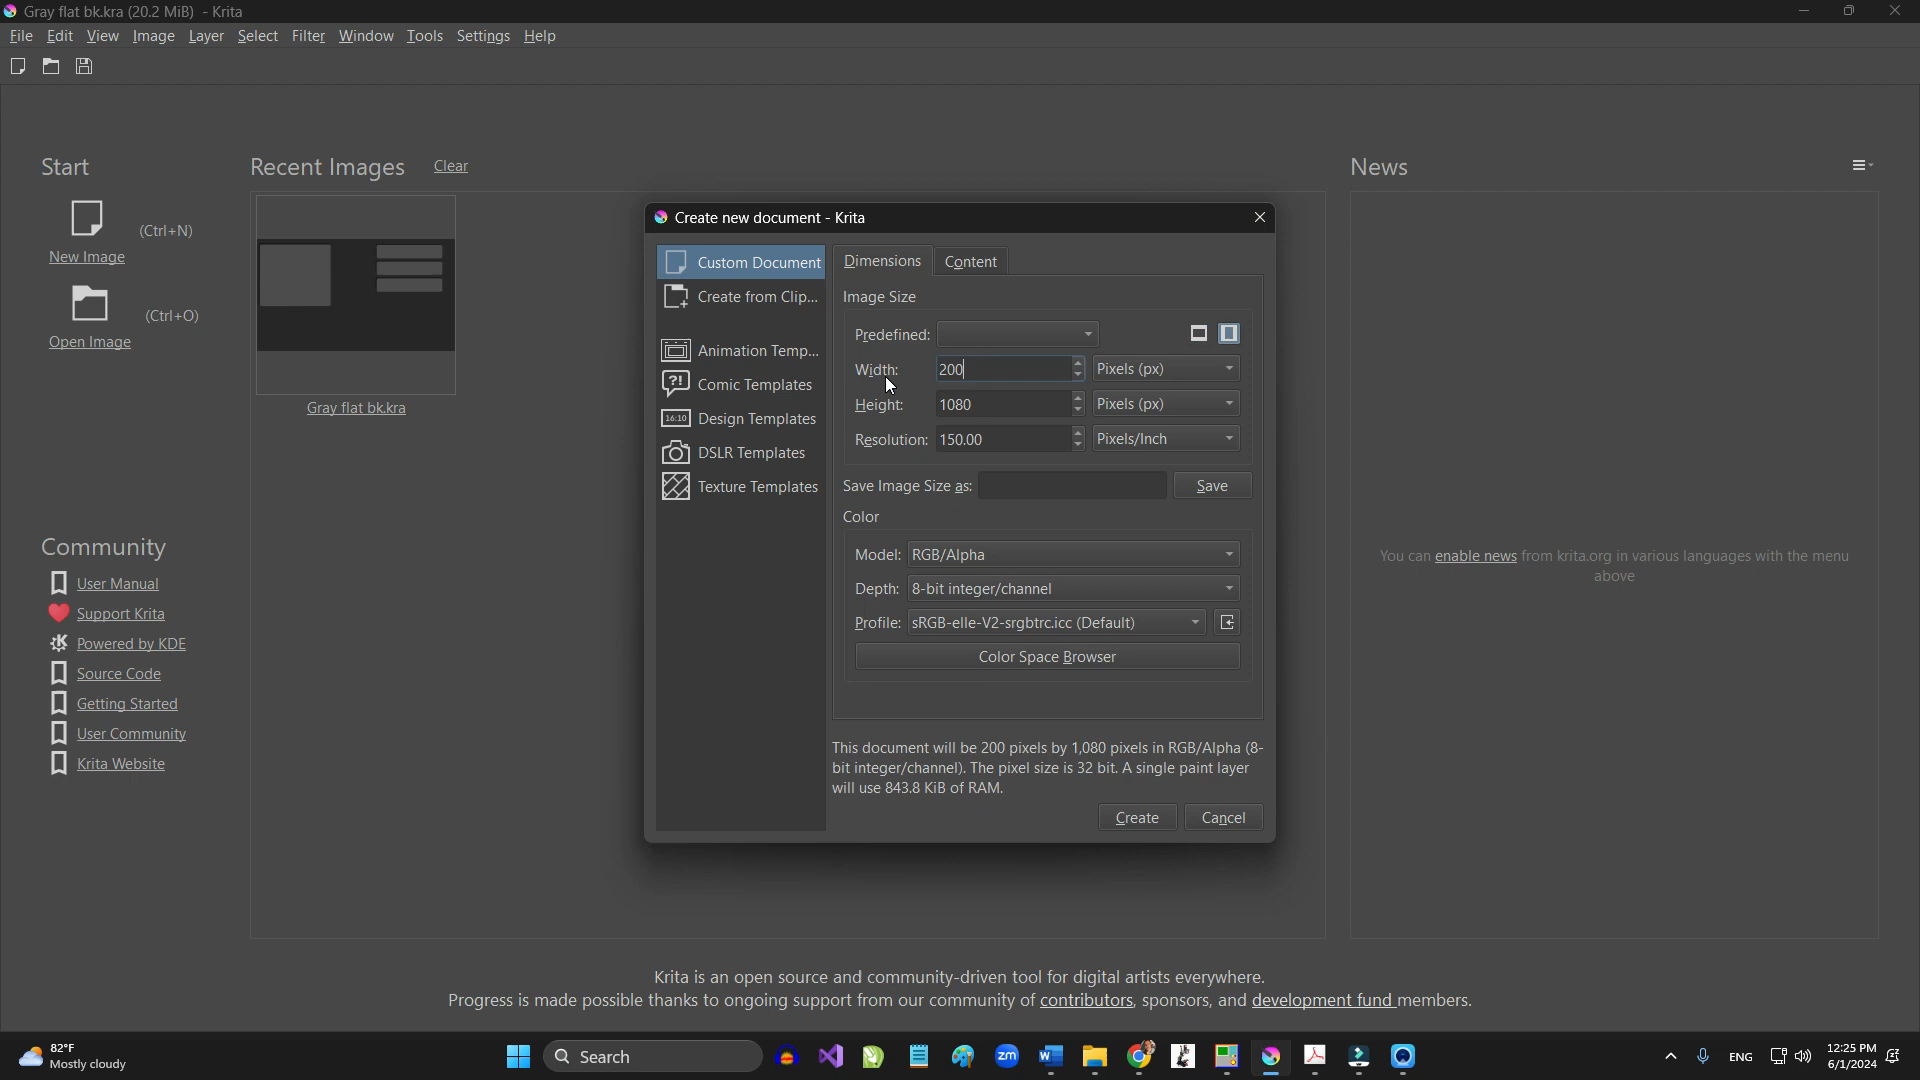 Gray flat bk.kra (20.2 MiB) - Krita
File Edit View Image Layer Select Filter Window Tools Settings Help
Start
New Image (Ctrl+N)
Open Image (Ctrl+O)
Recent Images Clear
Gray flat bk.kra
Community
User Manual
Support Krita
Powered by KDE
Source Code
Getting Started
User Community
Krita Website
Create new document - Krita
Custom Document
Create from Clip...
Animation Temp...
?! Comic Templates
16:10 Design Templates
DSLR Templates
Texture Templates
Dimensions Content
Image Size
Predefined:
Width: 200 Pixels (px)
Height: 1080 Pixels (px)
Resolution: 150.00 Pixels/Inch
Save Image Size as: Save
Color
Model: RGB/Alpha
Depth: 8-bit integer/channel
Profile: sRGB-elle-V2-srgbtrc.icc (Default)
Color Space Browser
This document will be 200 pixels by 1,080 pixels in RGB/Alpha (8-
bit integer/channel). The pixel size is 32 bit. A single paint layer
will use 843.8 KiB of RAM.
Create Cancel
News
You can enable news from krita.org in various languages with the menu
above
Krita is an open source and community-driven tool for digital artists everywhere.
Progress is made possible thanks to ongoing support from our community of contributors, sponsors, and development fund members.
82°F
Mostly cloudy
Search
zm
W
ENG
12:25 PM
6/1/2024